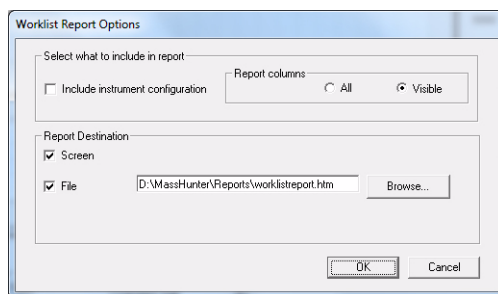 Worklist Report Options
Select what to include in report
Include instrument configuration
Report columns
All
Visible
Report Destination
Screen
File
D:\MassHunter\Reports\worklistreport.htm
Browse...
OK
Cancel